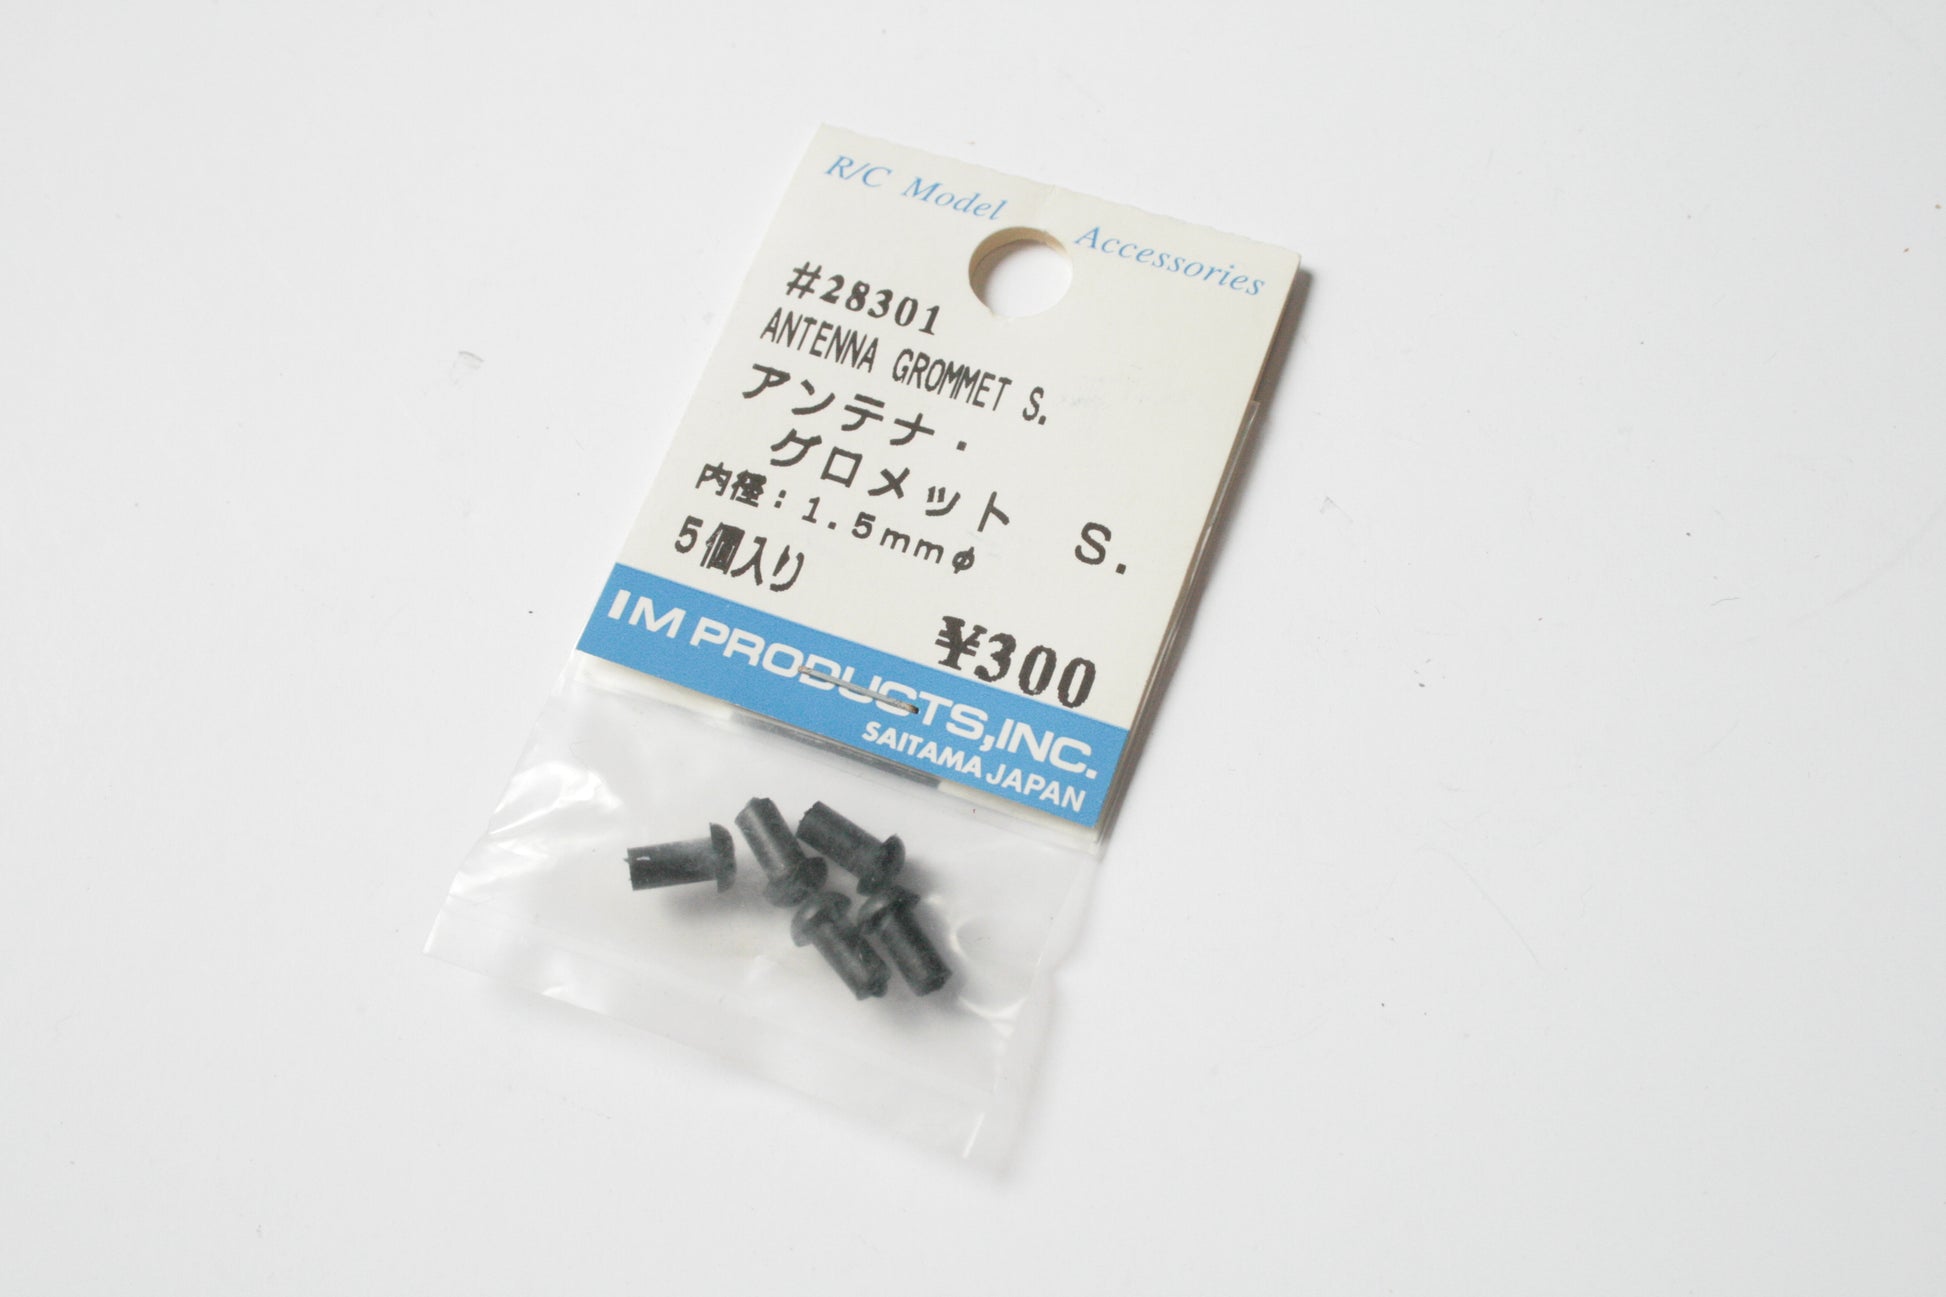 R/C Model Accessories
#28301
ANTENNA GROMMET S.
アンテナ・
グロメット S.
内径：1.5mmφ
5個入り
¥300
IM PRODUCTS,INC.
SAITAMA JAPAN